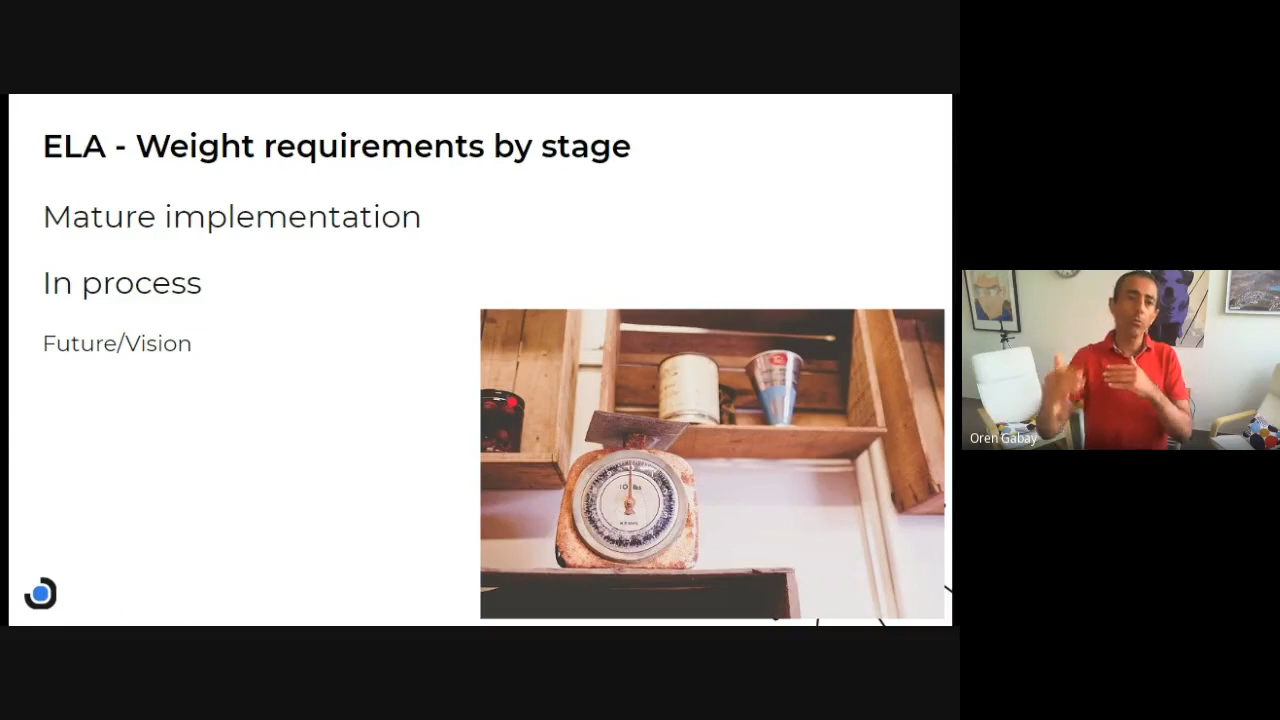 ELA - Weight requirements by stage
Mature implementation
In process
Future/Vision
Oren Gabay